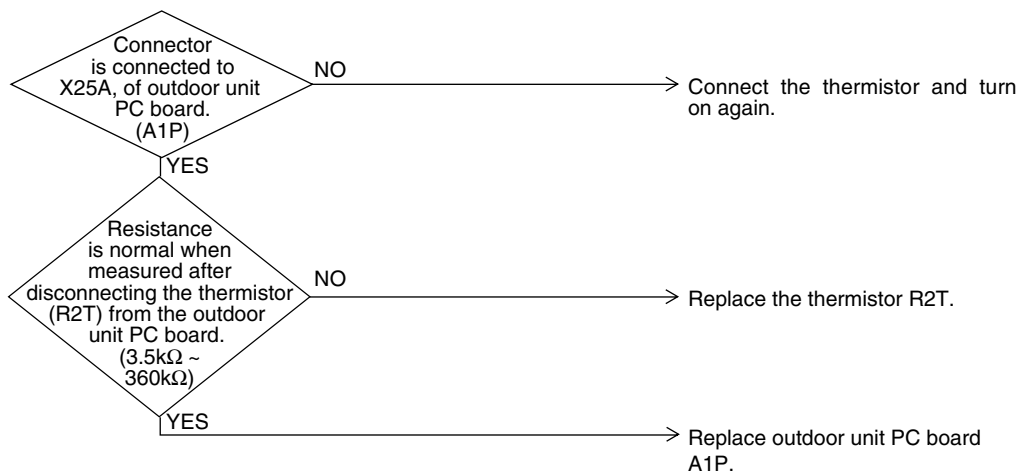 Connector
is connected to
X25A, of outdoor unit
PC board.
(A1P)
NO
Connect the thermistor and turn
on again.
YES
Resistance
is normal when
measured after
disconnecting the thermistor
(R2T) from the outdoor
unit PC board.
(3.5kΩ ~
360kΩ)
NO
Replace the thermistor R2T.
YES
Replace outdoor unit PC board
A1P.